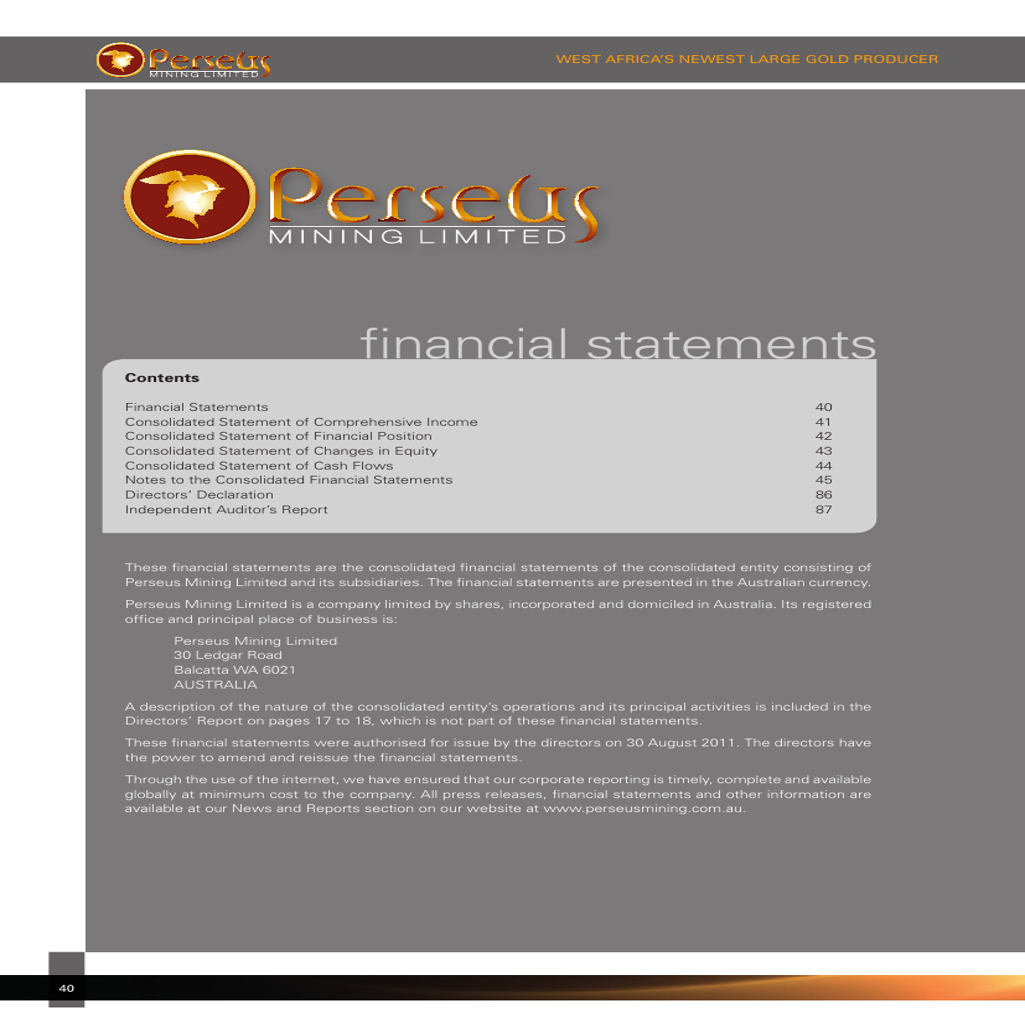 Perseus
MINING LIMITED
WEST AFRICA'S NEWEST LARGE GOLD PRODUCER
Perseus
MINING LIMITED
financial statements
Contents
Financial Statements 40
Consolidated Statement of Comprehensive Income 41
Consolidated Statement of Financial Position 42
Consolidated Statement of Changes in Equity 43
Consolidated Statement of Cash Flows 44
Notes to the Consolidated Financial Statements 45
Directors' Declaration 86
Independent Auditor's Report 87
These financial statements are the consolidated financial statements of the consolidated entity consisting of
Perseus Mining Limited and its subsidiaries. The financial statements are presented in the Australian currency.
Perseus Mining Limited is a company limited by shares, incorporated and domiciled in Australia. Its registered
office and principal place of business is:
Perseus Mining Limited
30 Ledgar Road
Balcatta WA 6021
AUSTRALIA
A description of the nature of the consolidated entity's operations and its principal activities is included in the
Directors' Report on pages 17 to 18, which is not part of these financial statements.
These financial statements were authorised for issue by the directors on 30 August 2011. The directors have
the power to amend and reissue the financial statements.
Through the use of the internet, we have ensured that our corporate reporting is timely, complete and available
globally at minimum cost to the company. All press releases, financial statements and other information are
available at our News and Reports section on our website at www.perseusmining.com.au.
40